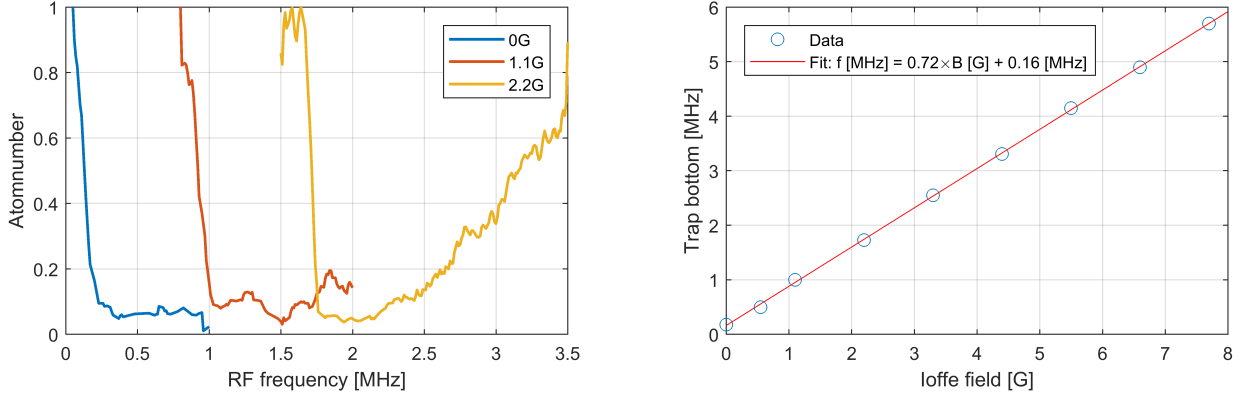 Atomnumber
1
0.8
0.6
0.4
0.2
0
0 0.5 1 1.5 2 2.5 3 3.5
RF frequency [MHz]
0G
1.1G
2.2G
Trap bottom [MHz]
6
5
4
3
2
1
0
0 1 2 3 4 5 6 7 8
Ioffe field [G]
Data
Fit: f [MHz] = 0.72×B [G] + 0.16 [MHz]